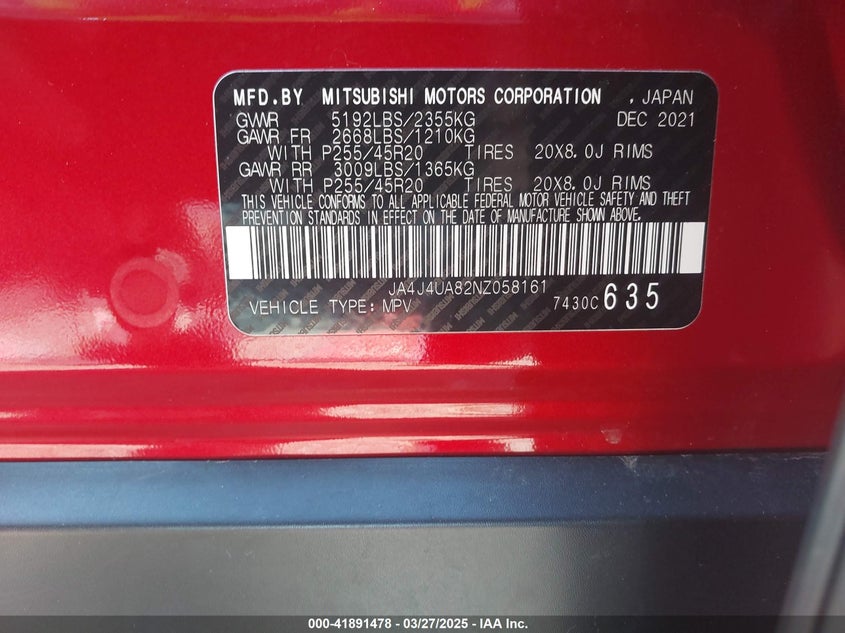 MFD.BY MITSUBISHI MOTORS CORPORATION , JAPAN
GVWR 5192LBS/2355KG DEC 2021
GAWR FR 2668LBS/1210KG
WITH P255/45R20 TIRES 20X8.0J RIMS
GAWR RR 3009LBS/1365KG
WITH P255/45R20 TIRES 20X8.0J RIMS
THIS VEHICLE CONFORMS TO ALL APPLICABLE FEDERAL MOTOR VEHICLE SAFETY AND THEFT
PREVENTION STANDARDS IN EFFECT ON THE DATE OF MANUFACTURE SHOWN ABOVE.
JA4J4UA82NZ058161
VEHICLE TYPE: MPV 7430C 635
000-41891478 — 03/27/2025 — IAA Inc.